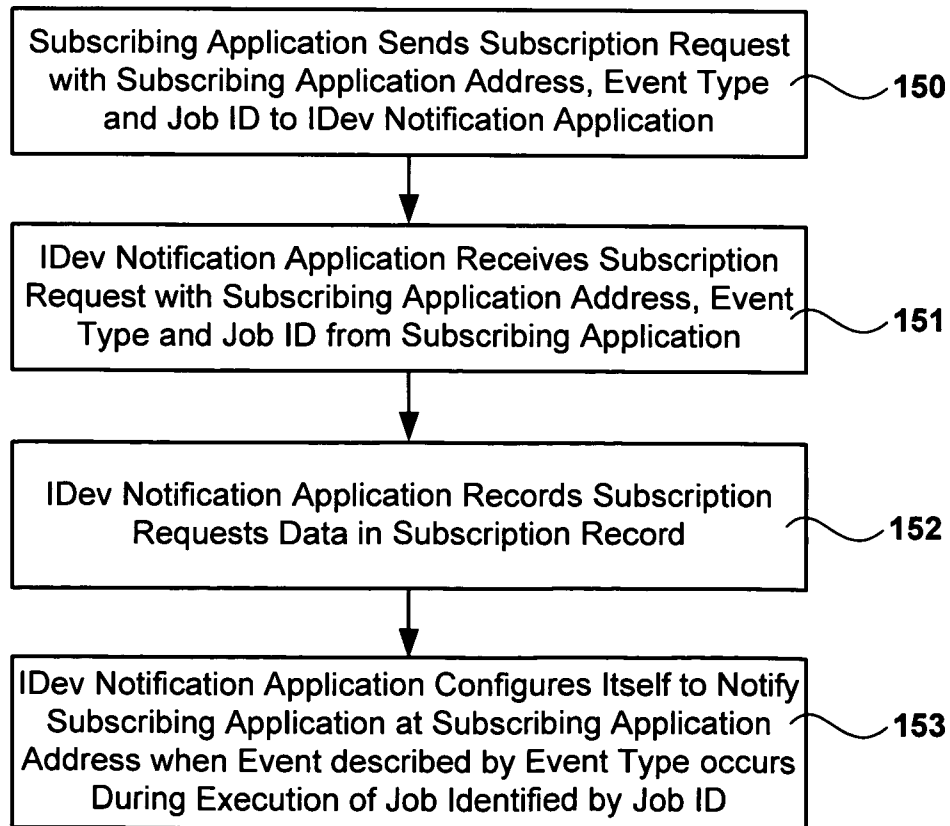 Subscribing Application Sends Subscription Request
with Subscribing Application Address, Event Type
and Job ID to IDev Notification Application
150
IDev Notification Application Receives Subscription
Request with Subscribing Application Address, Event
Type and Job ID from Subscribing Application
151
IDev Notification Application Records Subscription
Requests Data in Subscription Record
152
IDev Notification Application Configures Itself to Notify
Subscribing Application at Subscribing Application
Address when Event described by Event Type occurs
During Execution of Job Identified by Job ID
153